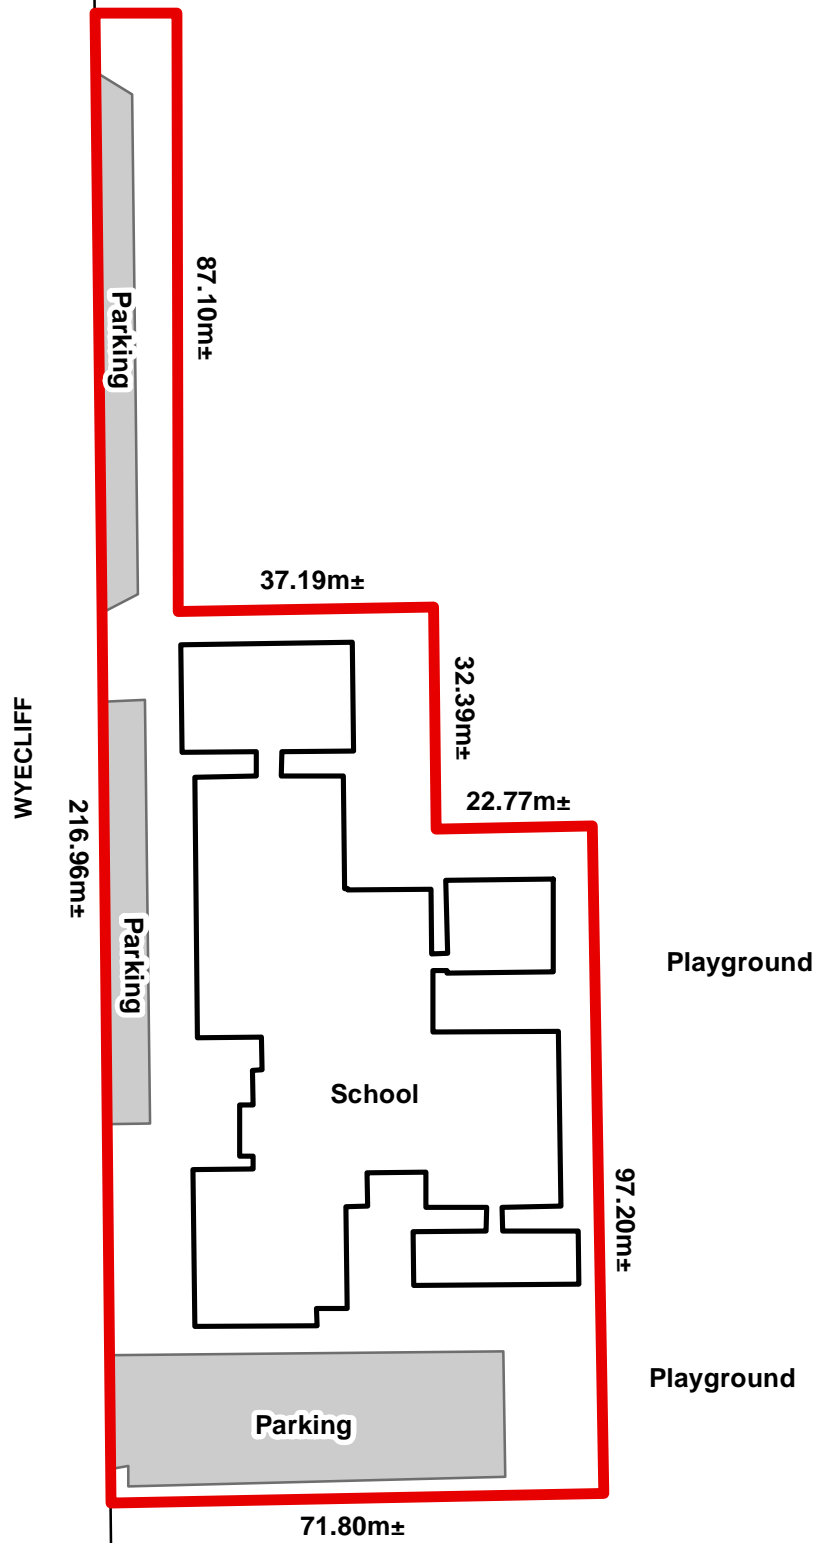 87.10m±
Parking
37.19m±
32.39m±
WYECLIFF
216.96m±
22.77m±
Parking
Playground
School
97.20m±
Playground
Parking
71.80m±